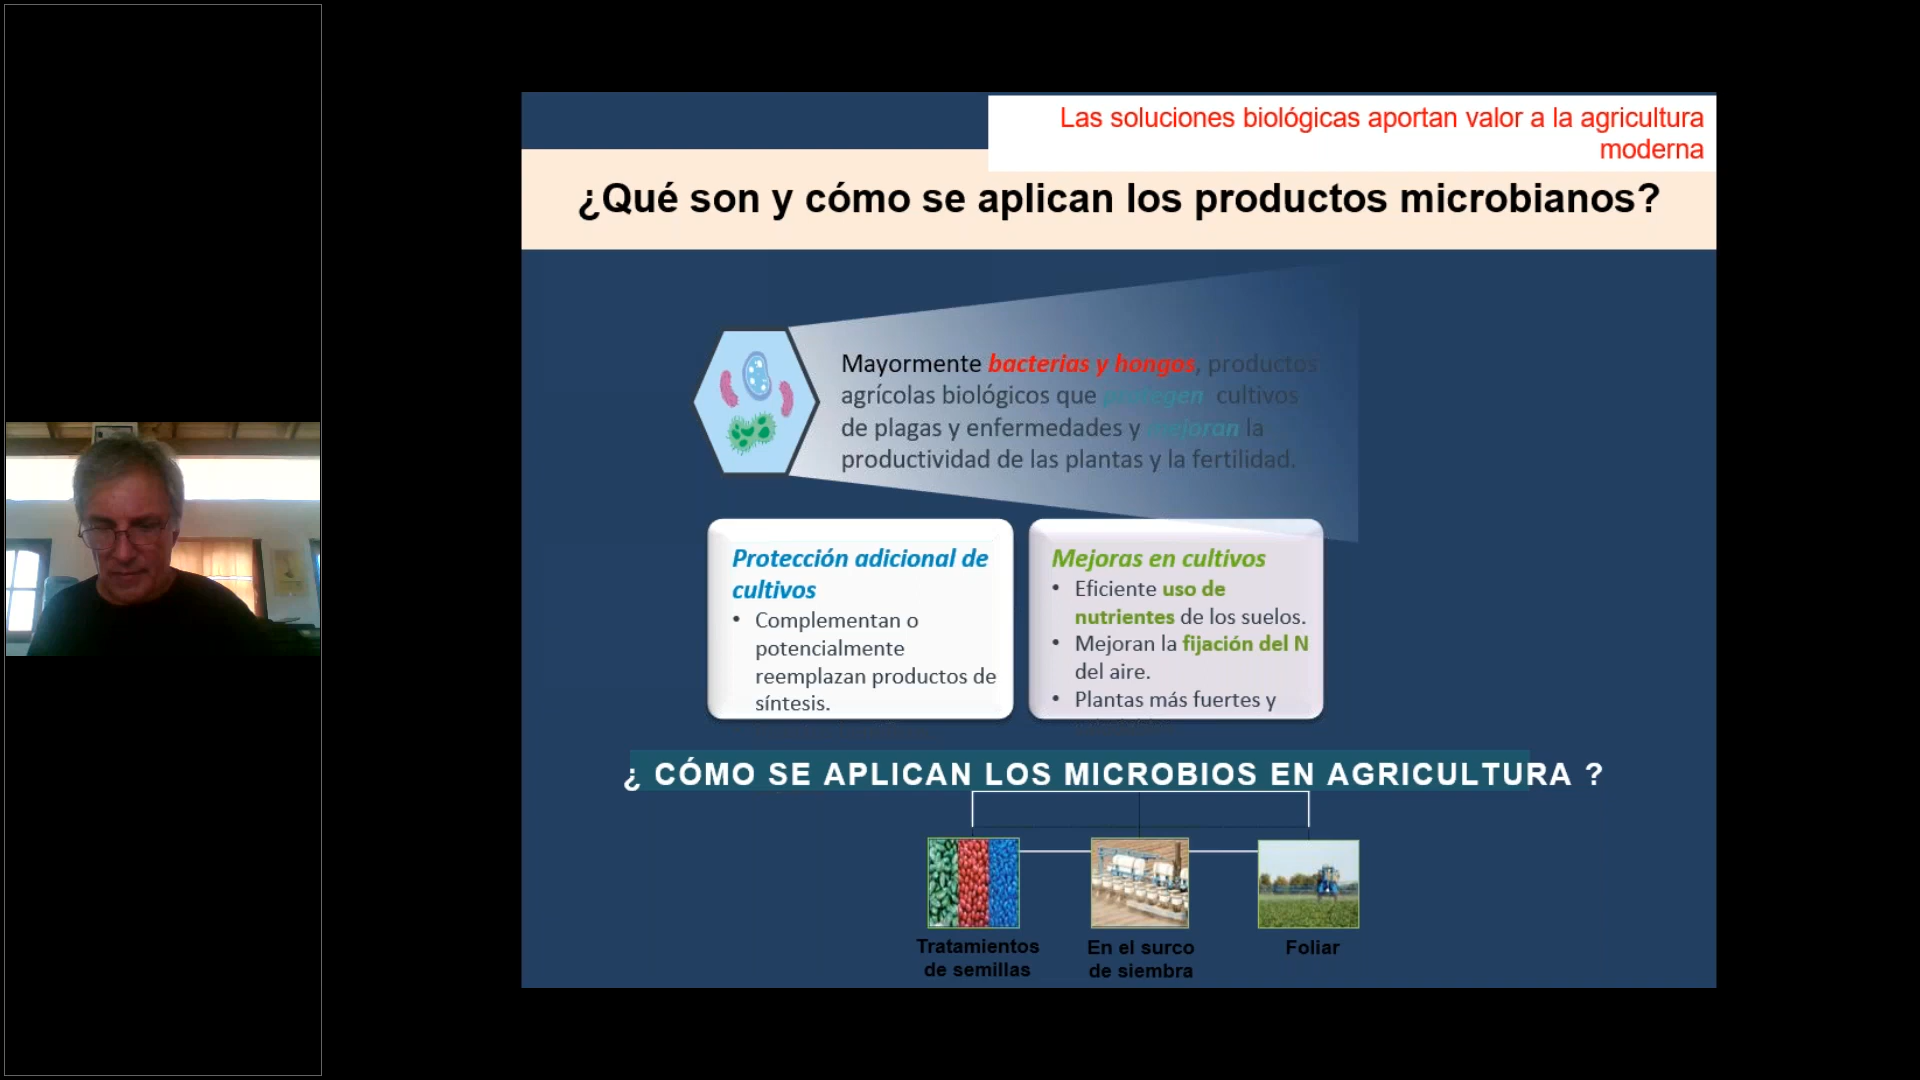 Las soluciones biológicas aportan valor a la agricultura
moderna
¿Qué son y cómo se aplican los productos microbianos?
Mayormente bacterias y hongos, productos
agrícolas biológicos que protegen cultivos
de plagas y enfermedades y mejoran la
productividad de las plantas y la fertilidad.
Protección adicional de
cultivos
• Complementan o
potencialmente
reemplazan productos de
síntesis.
Mejoras en cultivos
• Eficiente uso de
nutrientes de los suelos.
• Mejoran la fijación del N
del aire.
• Plantas más fuertes y
¿ CÓMO SE APLICAN LOS MICROBIOS EN AGRICULTURA ?
Tratamientos
de semillas
En el surco
de siembra
Foliar